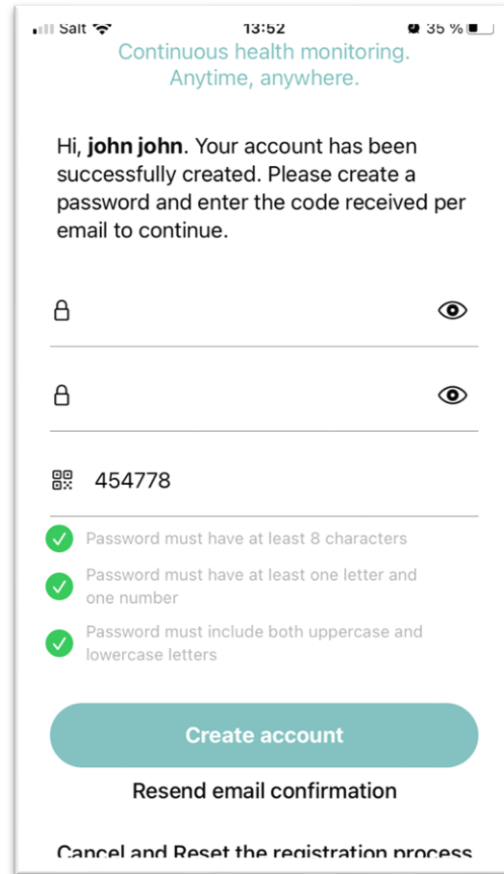 Salt 13:52 35 %
Continuous health monitoring.
Anytime, anywhere.
Hi, john john. Your account has been
successfully created. Please create a
password and enter the code received per
email to continue.
454778
Password must have at least 8 characters
Password must have at least one letter and
one number
Password must include both uppercase and
lowercase letters
Create account
Resend email confirmation
Cancel and Reset the registration process